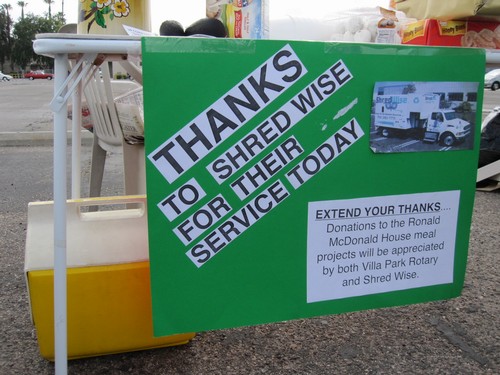 THANKS
TO SHRED WISE
FOR THEIR
SERVICE TODAY
ShredWise
EXTEND YOUR THANKS....
Donations to the Ronald
McDonald House meal
projects will be appreciated
by both Villa Park Rotary
and Shred Wise.